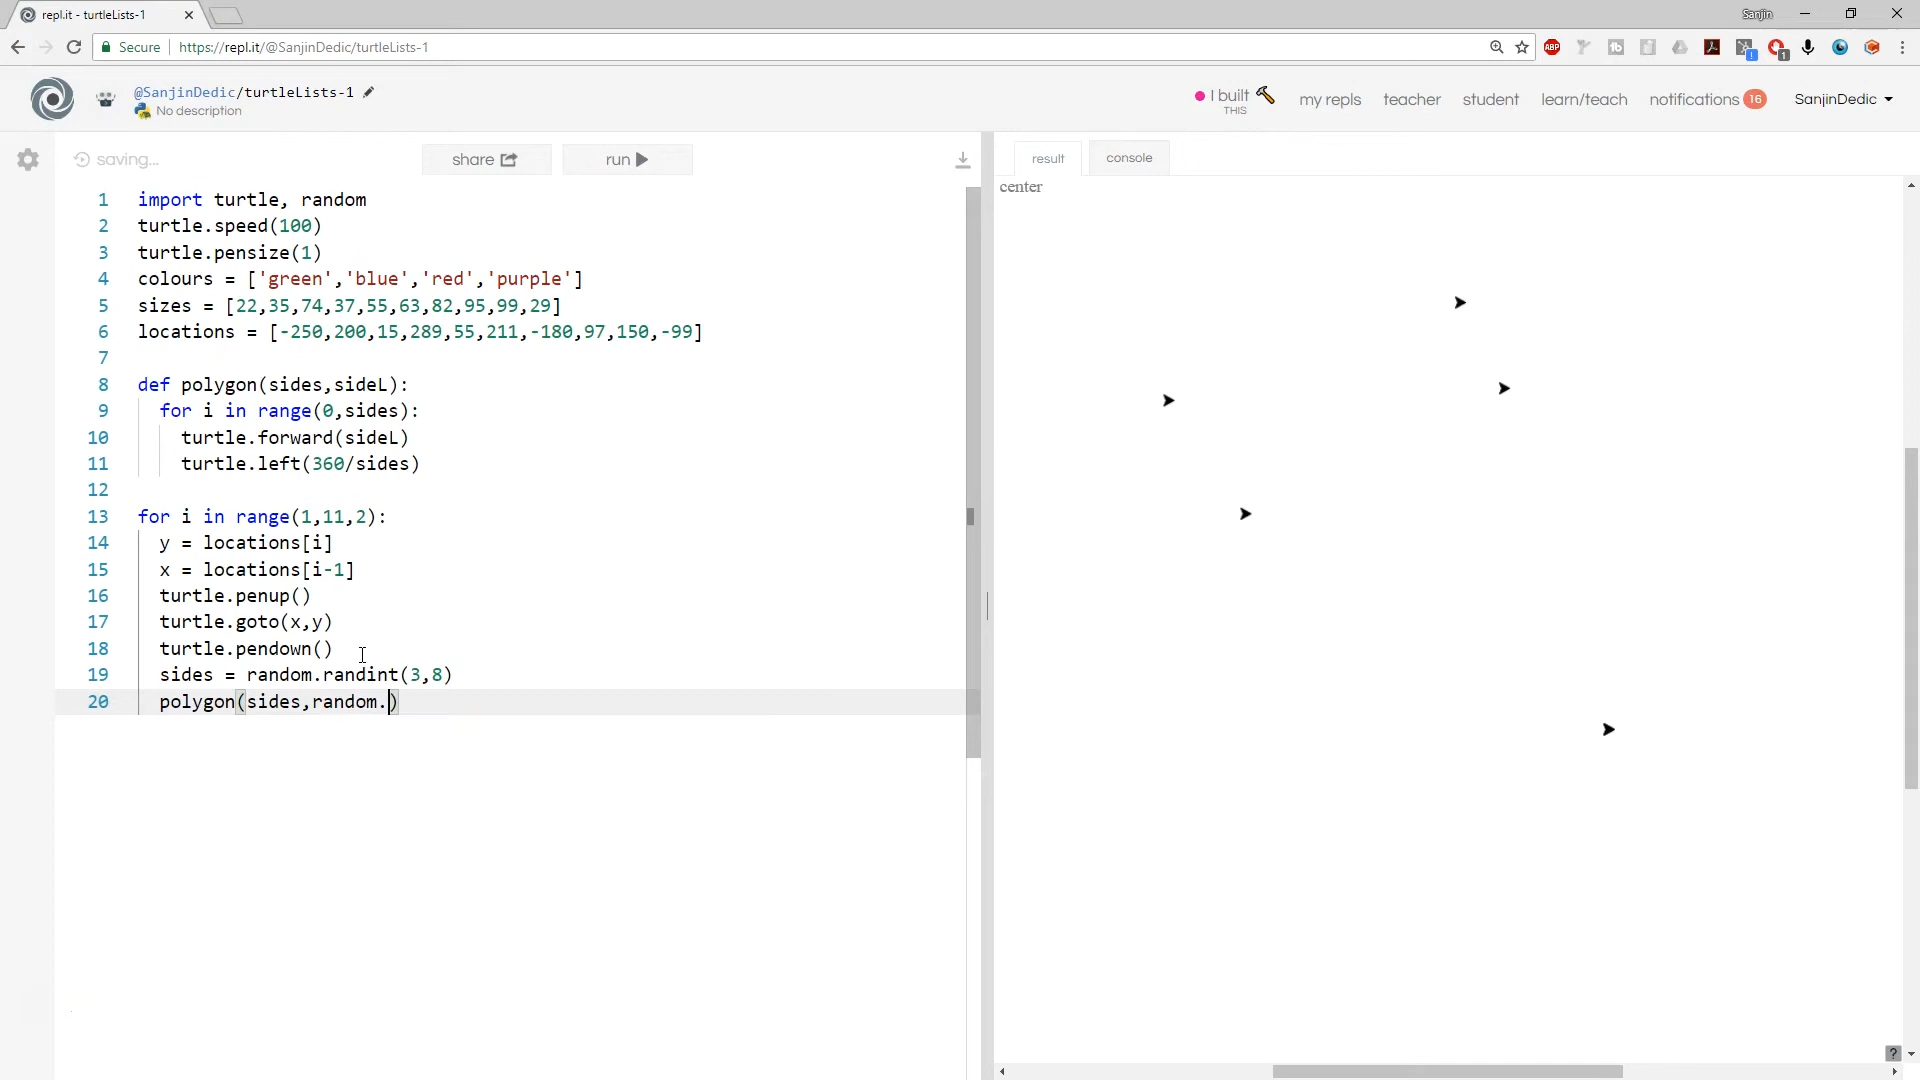 repl.it - turtleLists-1
Sanjin
Secure
https://repl.it/@SanjinDedic/turtleLists-1
ABP
1
@SanjinDedic/turtleLists-1
No description
I built
THIS
my repls
teacher
student
learn/teach
notifications 16
SanjinDedic
saving...
share
run
result
console
center
1 import turtle, random
2 turtle.speed(100)
3 turtle.pensize(1)
4 colours = ['green','blue','red','purple']
5 sizes = [22,35,74,37,55,63,82,95,99,29]
6 locations = [-250,200,15,289,55,211,-180,97,150,-99]
7
8 def polygon(sides,sideL):
9 for i in range(0,sides):
10 turtle.forward(sideL)
11 turtle.left(360/sides)
12
13 for i in range(1,11,2):
14 y = locations[i]
15 x = locations[i-1]
16 turtle.penup()
17 turtle.goto(x,y)
18 turtle.pendown()
19 sides = random.randint(3,8)
20 polygon(sides,random.)
?